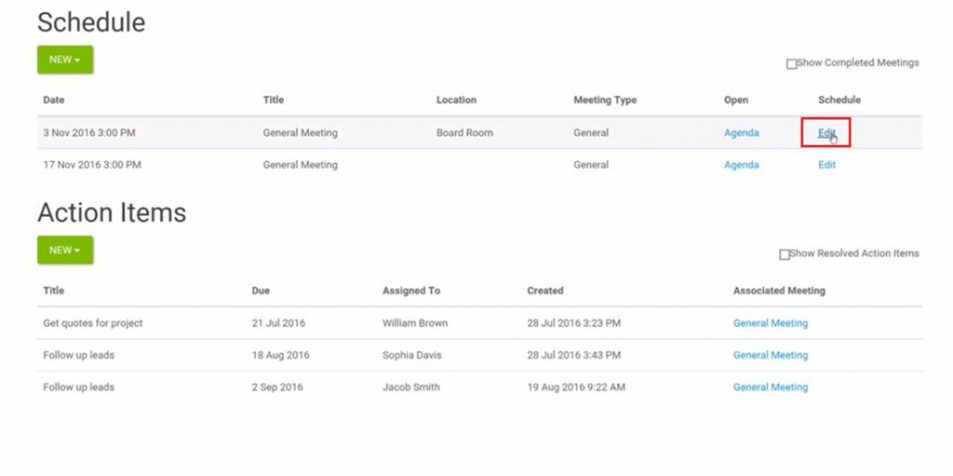 Schedule
NEW
Show Completed Meetings
Date Title Location Meeting Type Open Schedule
3 Nov 2016 3:00 PM General Meeting Board Room General Agenda Edit
17 Nov 2016 3:00 PM General Meeting General Agenda Edit
Action Items
NEW
Show Resolved Action Items
Title Due Assigned To Created Associated Meeting
Get quotes for project 21 Jul 2016 William Brown 28 Jul 2016 3:23 PM General Meeting
Follow up leads 18 Aug 2016 Sophia Davis 28 Jul 2016 3:43 PM General Meeting
Follow up leads 2 Sep 2016 Jacob Smith 19 Aug 2016 9:22 AM General Meeting